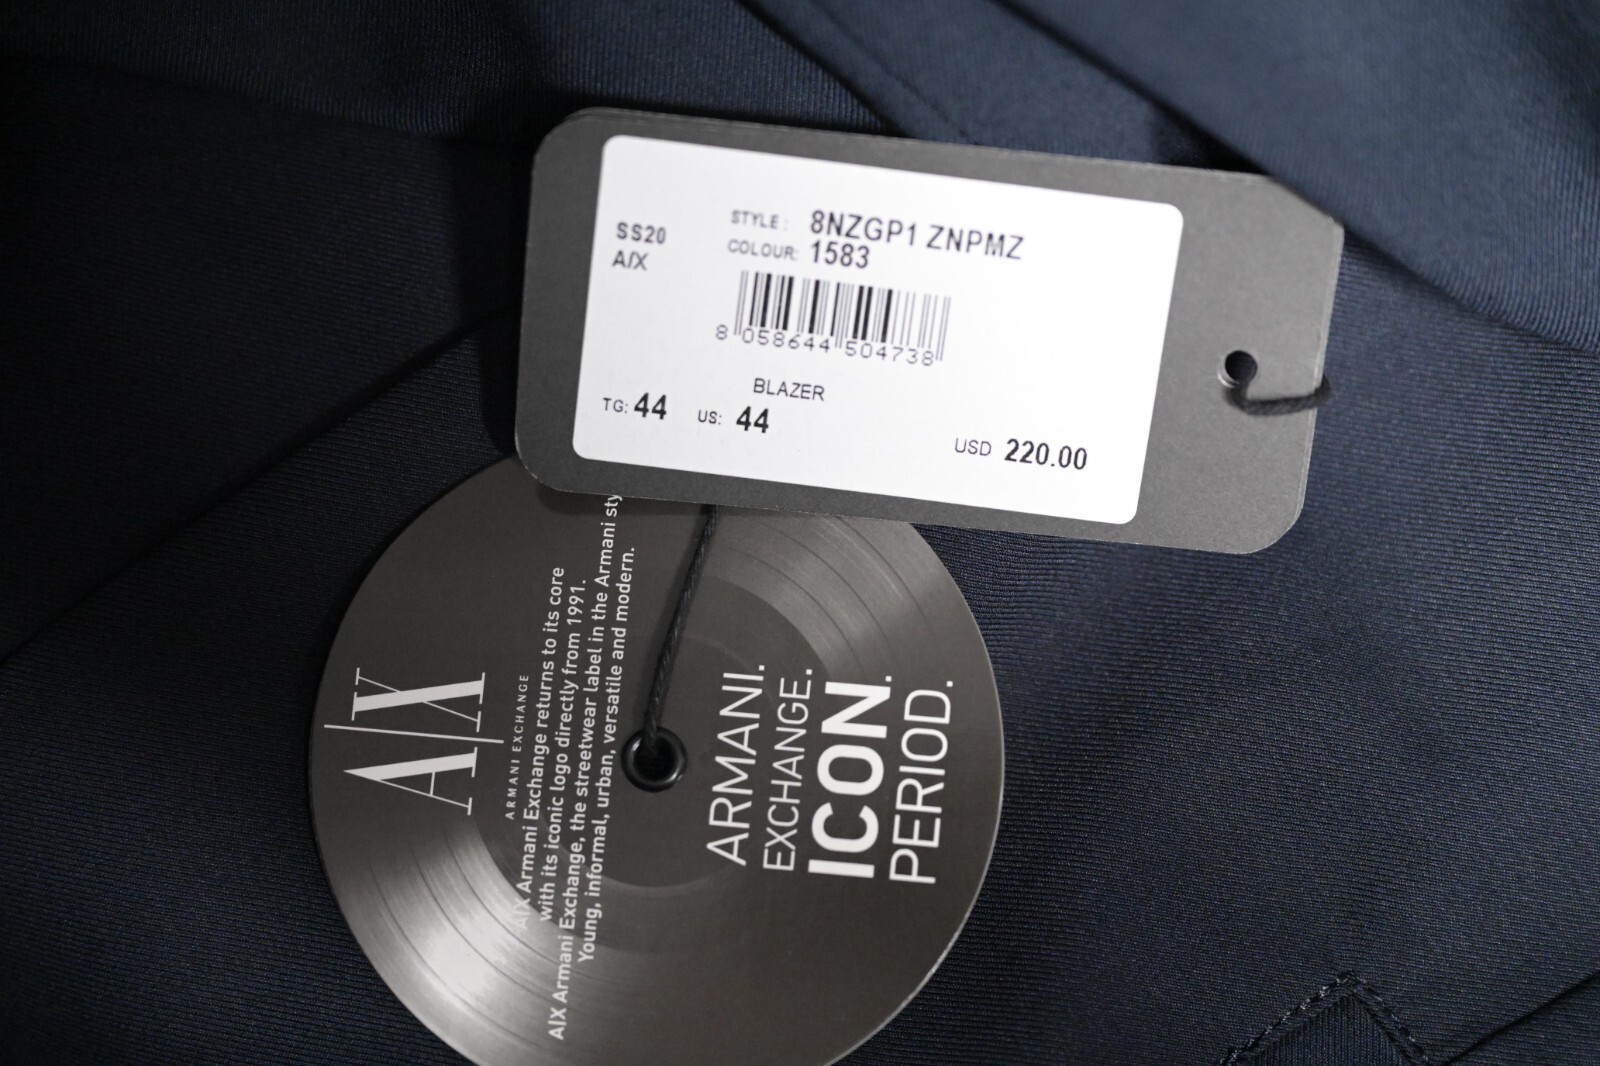 SS20
A/X
STYLE: 8NZGP1 ZNPMZ
COLOUR: 1583
8 058644 504738
BLAZER
TG: 44 US: 44
USD 220.00
A|X
ARMANI EXCHANGE
A|X Armani Exchange returns to its core
with its iconic logo directly from 1991.
A|X Armani Exchange, the streetwear label in the Armani sty
Young, informal, urban, versatile and modern.
ARMANI.
EXCHANGE.
ICON.
PERIOD.